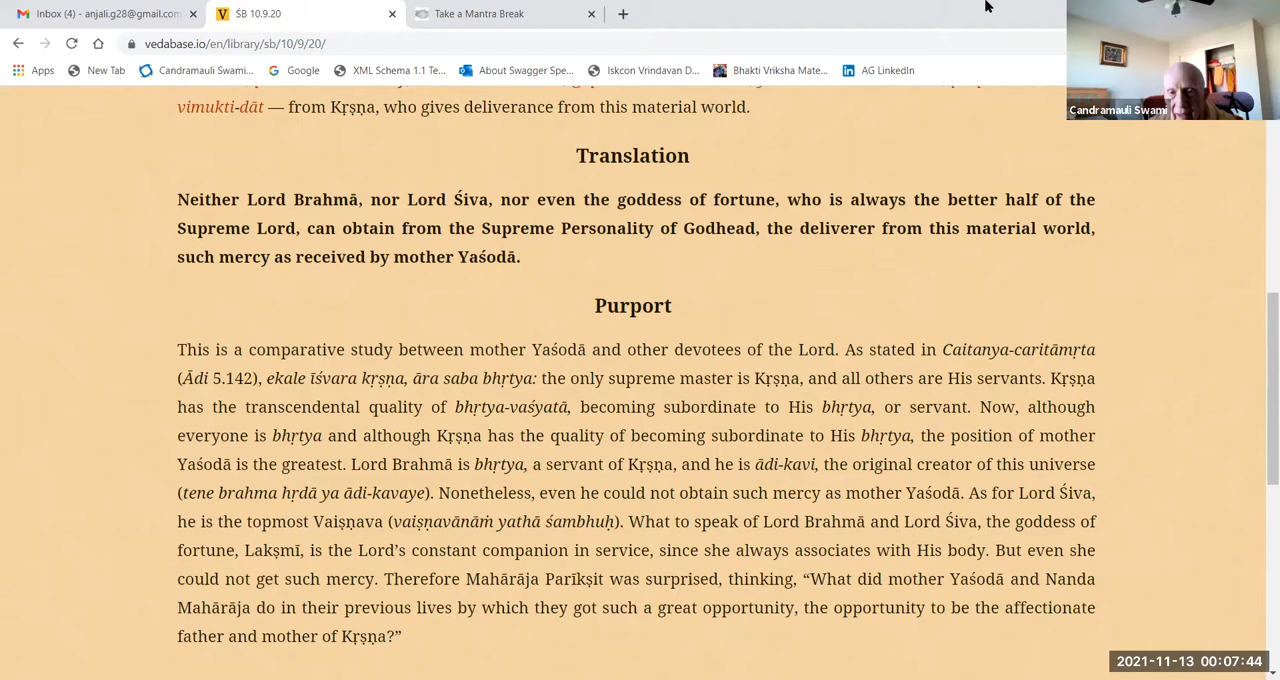 Inbox (4) - anjali.g28@gmail.com
ŚB 10.9.20
Take a Mantra Break
vedabase.io/en/library/sb/10/9/20/
Apps
New Tab
Candramauli Swami...
Google
XML Schema 1.1 Te...
About Swagger Spe...
Iskcon Vrindavan D...
Bhakti Vriksha Mate...
AG LinkedIn
Candramauli Swami
vimukti-dāt — from Kṛṣṇa, who gives deliverance from this material world.
Translation
Neither Lord Brahmā, nor Lord Śiva, nor even the goddess of fortune, who is always the better half of the
Supreme Lord, can obtain from the Supreme Personality of Godhead, the deliverer from this material world,
such mercy as received by mother Yaśodā.
Purport
This is a comparative study between mother Yaśodā and other devotees of the Lord. As stated in Caitanya-caritāmṛta
(Ādi 5.142), ekale īśvara kṛṣṇa, āra saba bhṛtya: the only supreme master is Kṛṣṇa, and all others are His servants. Kṛṣṇa
has the transcendental quality of bhṛtya-vaśyatā, becoming subordinate to His bhṛtya, or servant. Now, although
everyone is bhṛtya and although Kṛṣṇa has the quality of becoming subordinate to His bhṛtya, the position of mother
Yaśodā is the greatest. Lord Brahmā is bhṛtya, a servant of Kṛṣṇa, and he is ādi-kavi, the original creator of this universe
(tene brahma hṛdā ya ādi-kavaye). Nonetheless, even he could not obtain such mercy as mother Yaśodā. As for Lord Śiva,
he is the topmost Vaiṣṇava (vaiṣṇavānāṁ yathā śambhuḥ). What to speak of Lord Brahmā and Lord Śiva, the goddess of
fortune, Lakṣmī, is the Lord’s constant companion in service, since she always associates with His body. But even she
could not get such mercy. Therefore Mahārāja Parīkṣit was surprised, thinking, “What did mother Yaśodā and Nanda
Mahārāja do in their previous lives by which they got such a great opportunity, the opportunity to be the affectionate
father and mother of Kṛṣṇa?”
2021-11-13 00:07:44